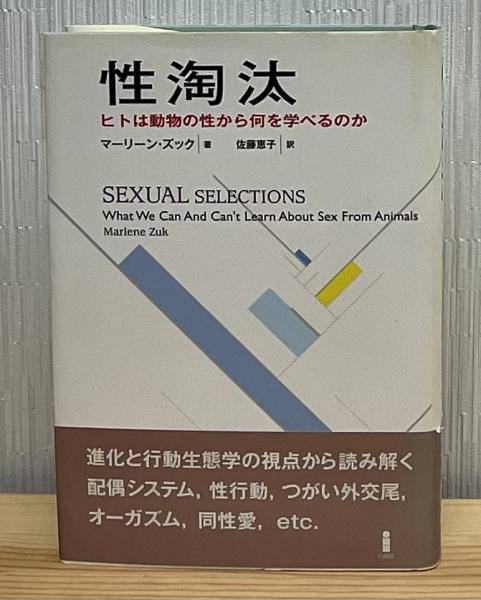 性淘汰
ヒトは動物の性から何を学べるのか
マーリーン・ズック 著 佐藤恵子 訳
SEXUAL SELECTIONS
What We Can And Can't Learn About Sex From Animals
Marlene Zuk
進化と行動生態学の視点から読み解く
配偶システム, 性行動, つがい外交尾,
オーガズム, 同性愛, etc.